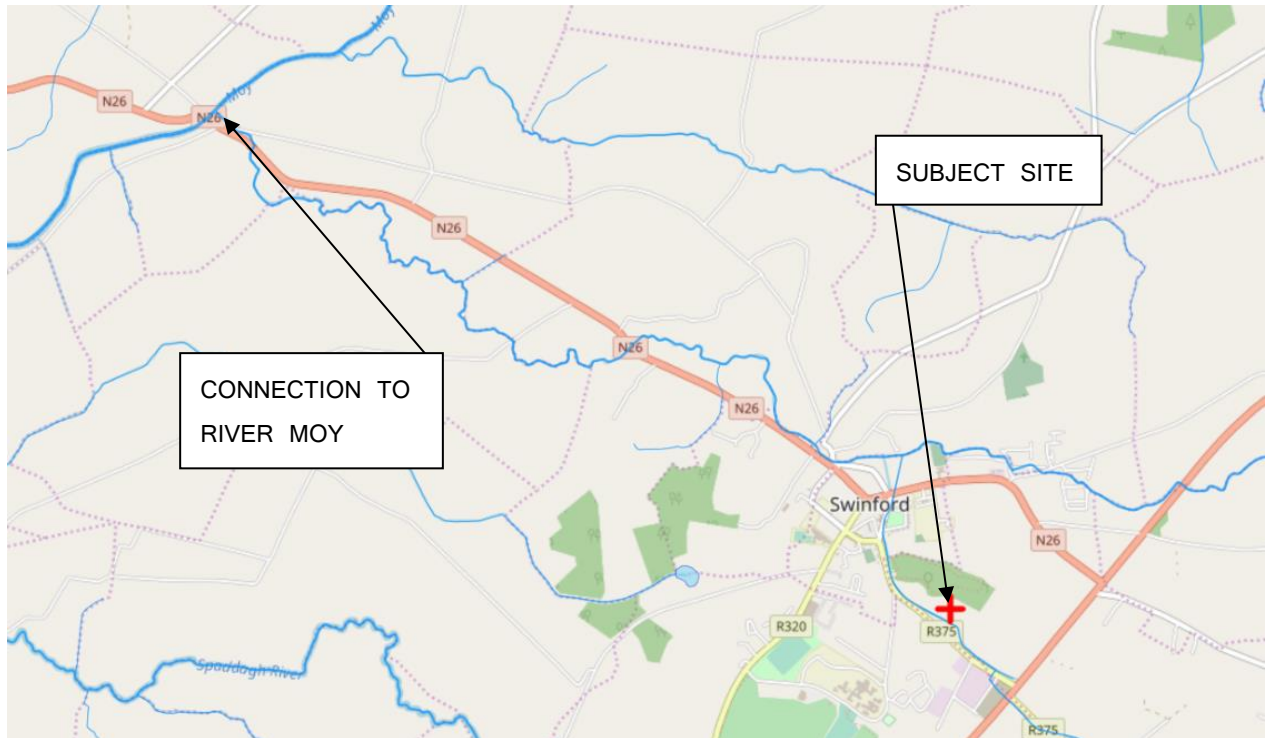 Moy
N26
Moy
N26
SUBJECT SITE
N26
CONNECTION TO
RIVER MOY
N26
N26
Swinford
N26
R320
R375
Spaddagh River
R375